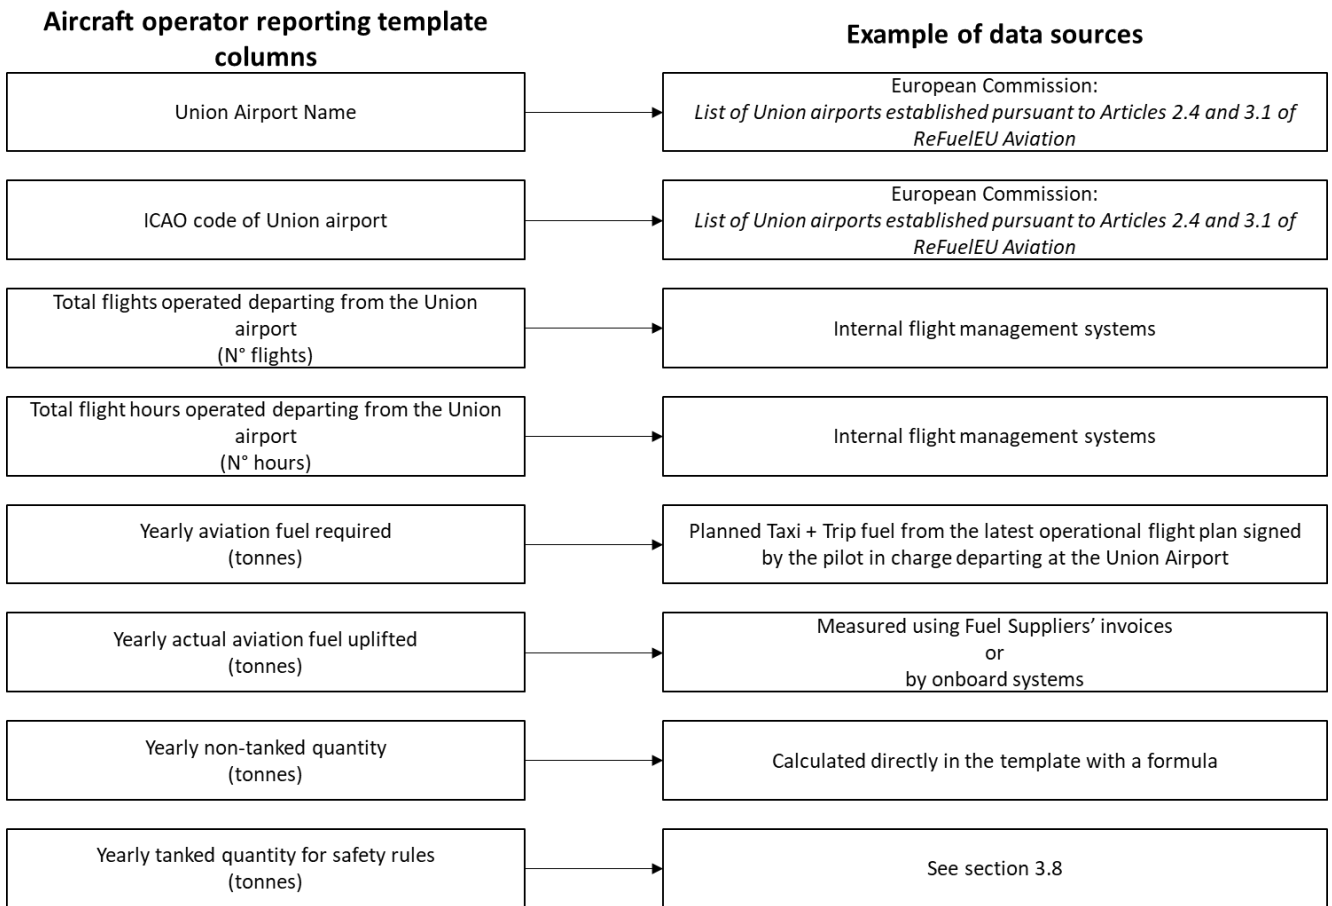 Aircraft operator reporting template
columns
Example of data sources
Union Airport Name
European Commission:
List of Union airports established pursuant to Articles 2.4 and 3.1 of
ReFuelEU Aviation
ICAO code of Union airport
European Commission:
List of Union airports established pursuant to Articles 2.4 and 3.1 of
ReFuelEU Aviation
Total flights operated departing from the Union
airport
(N° flights)
Internal flight management systems
Total flight hours operated departing from the Union
airport
(N° hours)
Internal flight management systems
Yearly aviation fuel required
(tonnes)
Planned Taxi + Trip fuel from the latest operational flight plan signed
by the pilot in charge departing at the Union Airport
Yearly actual aviation fuel uplifted
(tonnes)
Measured using Fuel Suppliers’ invoices
or
by onboard systems
Yearly non-tanked quantity
(tonnes)
Calculated directly in the template with a formula
Yearly tanked quantity for safety rules
(tonnes)
See section 3.8